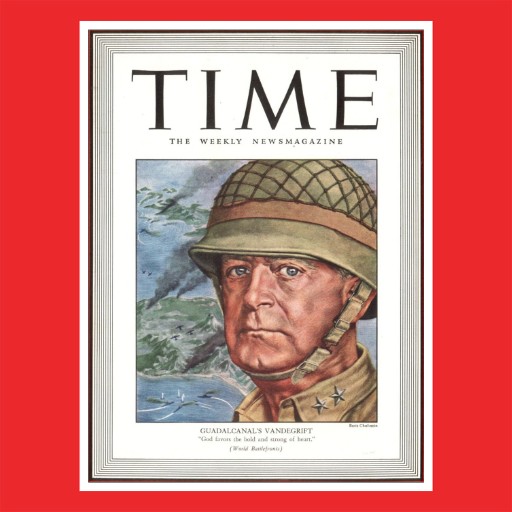 TIME
THE WEEKLY NEWSMAGAZINE
GUADALCANAL'S VANDEGRIFT
"God favors the bold and strong of heart."
(World Battlefronts)